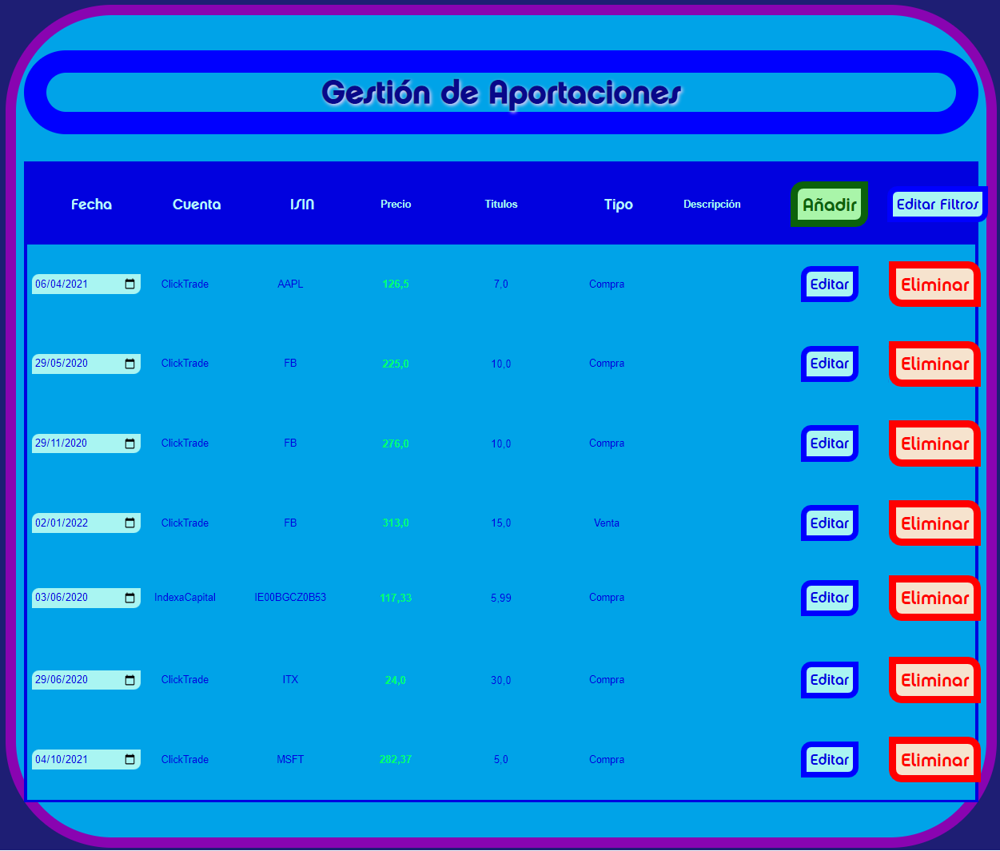 Gestión de Aportaciones
Fecha Cuenta ISIN Precio Titulos Tipo Descripción Añadir Editar Filtros
06/04/2021 ClickTrade AAPL 126,5 7,0 Compra Editar Eliminar
29/05/2020 ClickTrade FB 225,0 10,0 Compra Editar Eliminar
29/11/2020 ClickTrade FB 276,0 10,0 Compra Editar Eliminar
02/01/2022 ClickTrade FB 313,0 15,0 Venta Editar Eliminar
03/06/2020 IndexaCapital IE00BGCZ0B53 117,33 5,99 Compra Editar Eliminar
29/06/2020 ClickTrade ITX 24,0 30,0 Compra Editar Eliminar
04/10/2021 ClickTrade MSFT 282,37 5,0 Compra Editar Eliminar